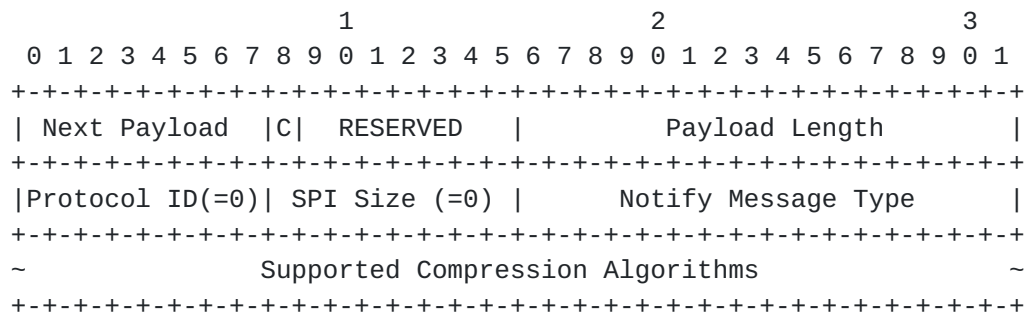 1                   2                   3
 0 1 2 3 4 5 6 7 8 9 0 1 2 3 4 5 6 7 8 9 0 1 2 3 4 5 6 7 8 9 0 1
+-+-+-+-+-+-+-+-+-+-+-+-+-+-+-+-+-+-+-+-+-+-+-+-+-+-+-+-+-+-+-+-+
| Next Payload  |C|  RESERVED   |         Payload Length        |
+-+-+-+-+-+-+-+-+-+-+-+-+-+-+-+-+-+-+-+-+-+-+-+-+-+-+-+-+-+-+-+-+
|Protocol ID(=0)| SPI Size (=0) |      Notify Message Type      |
+-+-+-+-+-+-+-+-+-+-+-+-+-+-+-+-+-+-+-+-+-+-+-+-+-+-+-+-+-+-+-+-+
~               Supported Compression Algorithms                ~
+-+-+-+-+-+-+-+-+-+-+-+-+-+-+-+-+-+-+-+-+-+-+-+-+-+-+-+-+-+-+-+-+